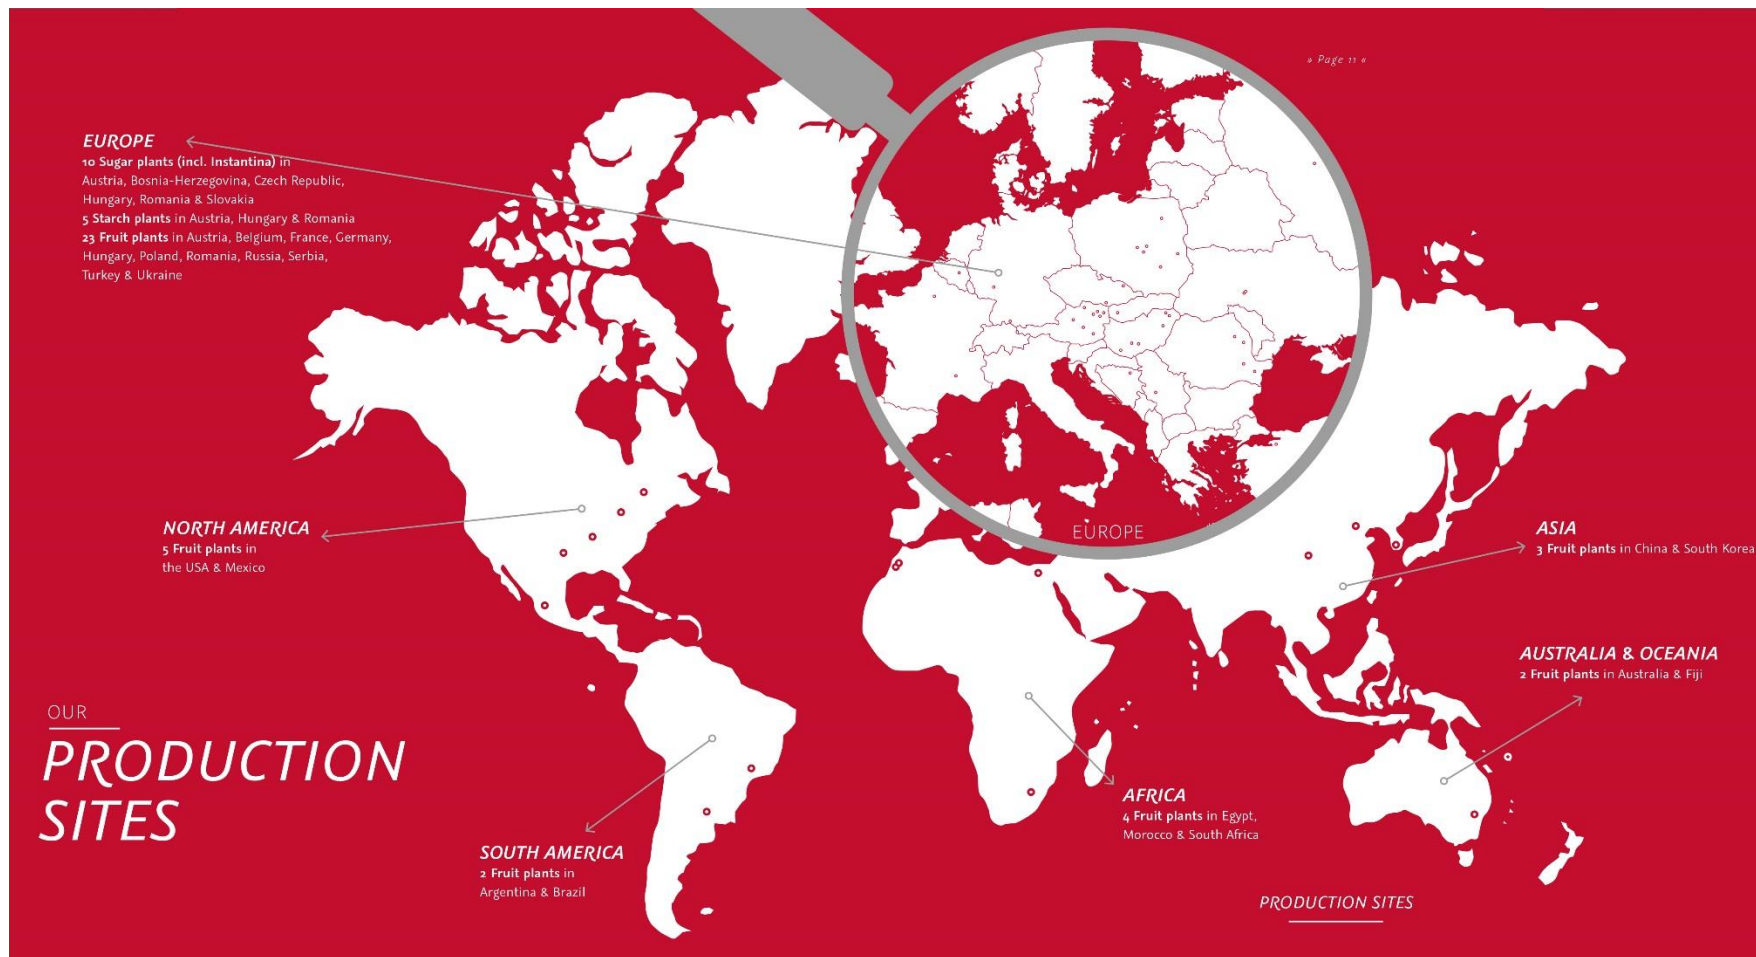 » Page 11 «
EUROPE
10 Sugar plants (incl. Instantina) in
Austria, Bosnia-Herzegovina, Czech Republic,
Hungary, Romania & Slovakia
5 Starch plants in Austria, Hungary & Romania
23 Fruit plants in Austria, Belgium, France, Germany,
Hungary, Poland, Romania, Russia, Serbia,
Turkey & Ukraine
EUROPE
NORTH AMERICA
5 Fruit plants in
the USA & Mexico
ASIA
3 Fruit plants in China & South Korea
AUSTRALIA & OCEANIA
2 Fruit plants in Australia & Fiji
OUR
PRODUCTION
SITES
AFRICA
4 Fruit plants in Egypt,
Morocco & South Africa
SOUTH AMERICA
2 Fruit plants in
Argentina & Brazil
PRODUCTION SITES